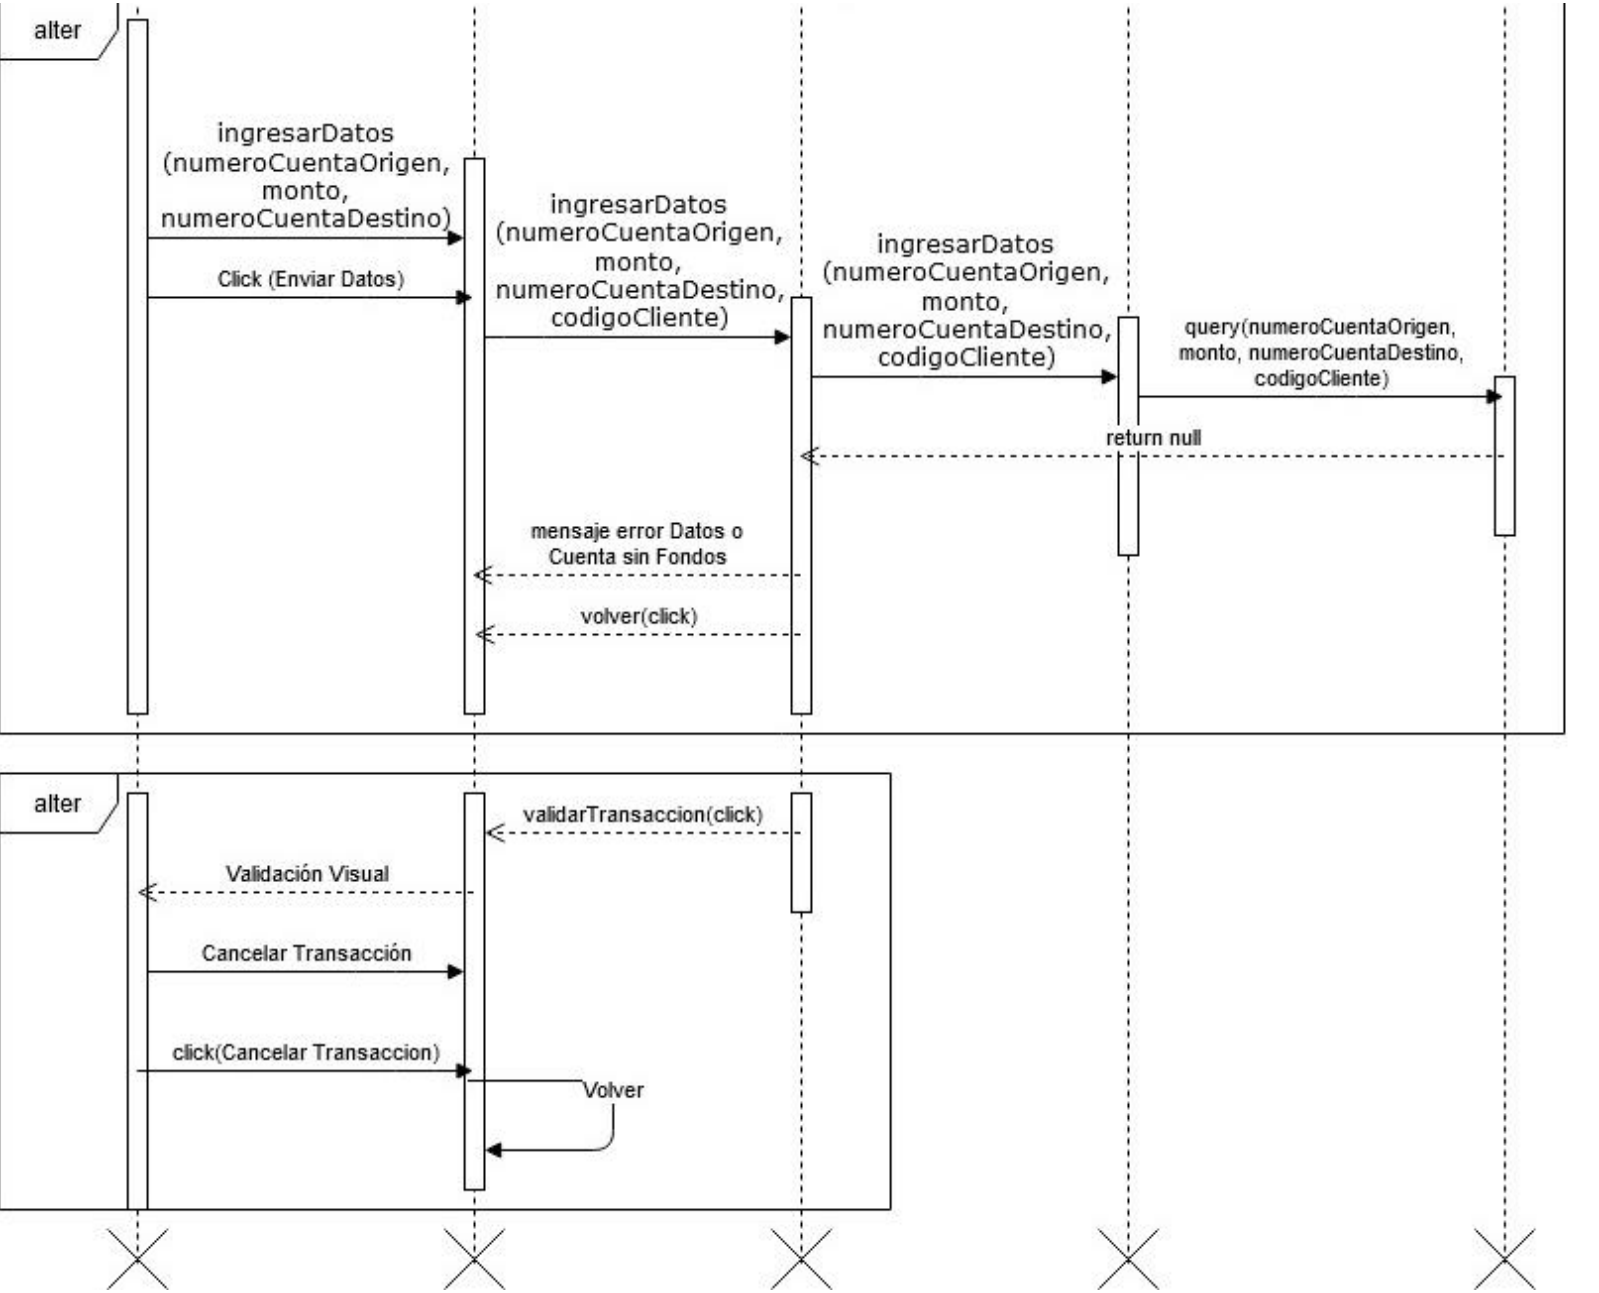 alter
ingresarDatos
(numeroCuentaOrigen,
monto,
numeroCuentaDestino)
Click (Enviar Datos)
ingresarDatos
(numeroCuentaOrigen,
monto,
numeroCuentaDestino,
codigoCliente)
ingresarDatos
(numeroCuentaOrigen,
monto,
numeroCuentaDestino,
codigoCliente)
query(numeroCuentaOrigen,
monto, numeroCuentaDestino,
codigoCliente)
return null
mensaje error Datos o
Cuenta sin Fondos
volver(click)
alter
validarTransaccion(click)
Validación Visual
Cancelar Transacción
click(Cancelar Transaccion)
Volver